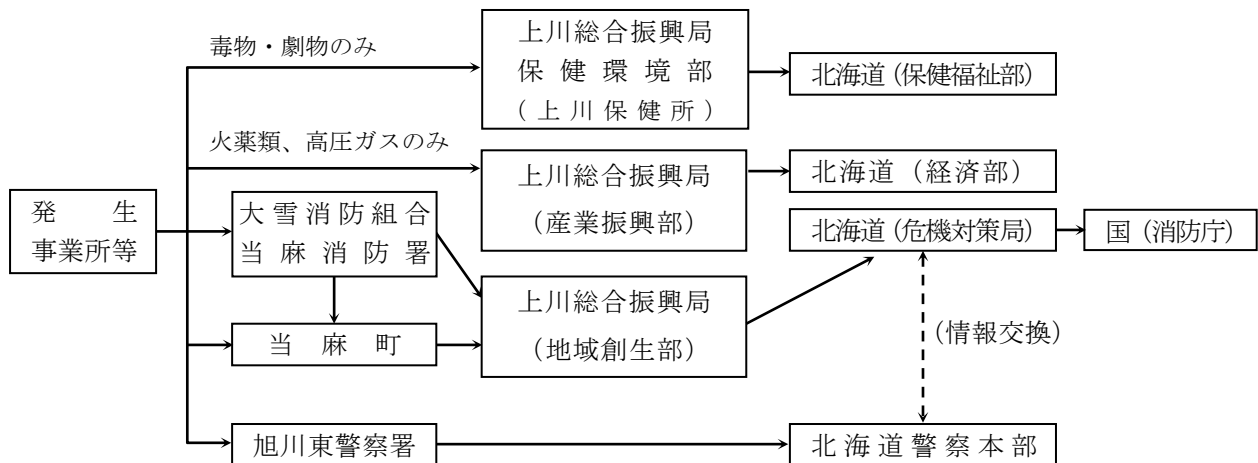 毒物・劇物のみ
上川総合振興局
保健環境部
（上川保健所）
北海道（保健福祉部）
火薬類、高圧ガスのみ
上川総合振興局
（産業振興部）
北海道（経済部）
発生
事業所等
大雪消防組合
当麻消防署
北海道（危機対策局）
国（消防庁）
上川総合振興局
（地域創生部）
当麻町
（情報交換）
旭川東警察署
北海道警察本部